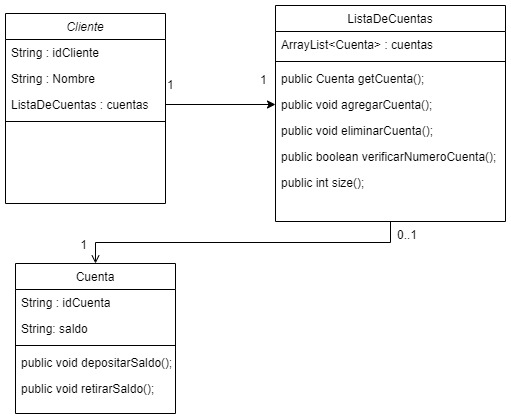 Cliente
String : idCliente
String : Nombre
ListaDeCuentas : cuentas
1
1
ListaDeCuentas
ArrayList<Cuenta> : cuentas
public Cuenta getCuenta();
public void agregarCuenta();
public void eliminarCuenta();
public boolean verificarNumeroCuenta();
public int size();
0..1
1
Cuenta
String : idCuenta
String: saldo
public void depositarSaldo();
public void retirarSaldo();